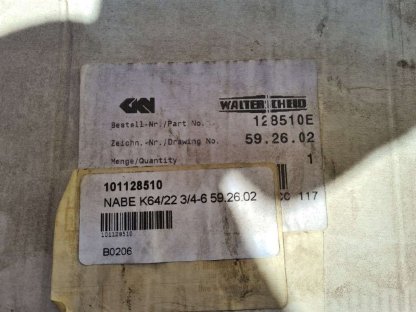 GKN WALTERSCHEID
Bestell-Nr./Part No. 128510E
Zeichn.-Nr./Drawing No. 59.26.02
Menge/Quantity 1
CC 117
101128510
NABE K64/22 3/4-6 59.26.02
101128510
B0206